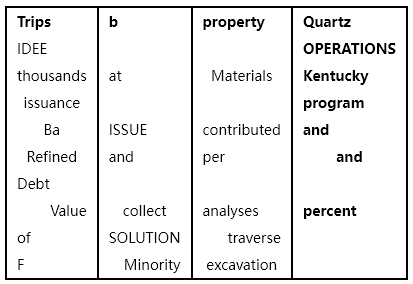 Trips b property Quartz
IDEE OPERATIONS
thousands at Materials Kentucky
issuance program
Ba ISSUE contributed and
Refined and per and
Debt
Value collect analyses percent
of SOLUTION traverse
F Minority excavation